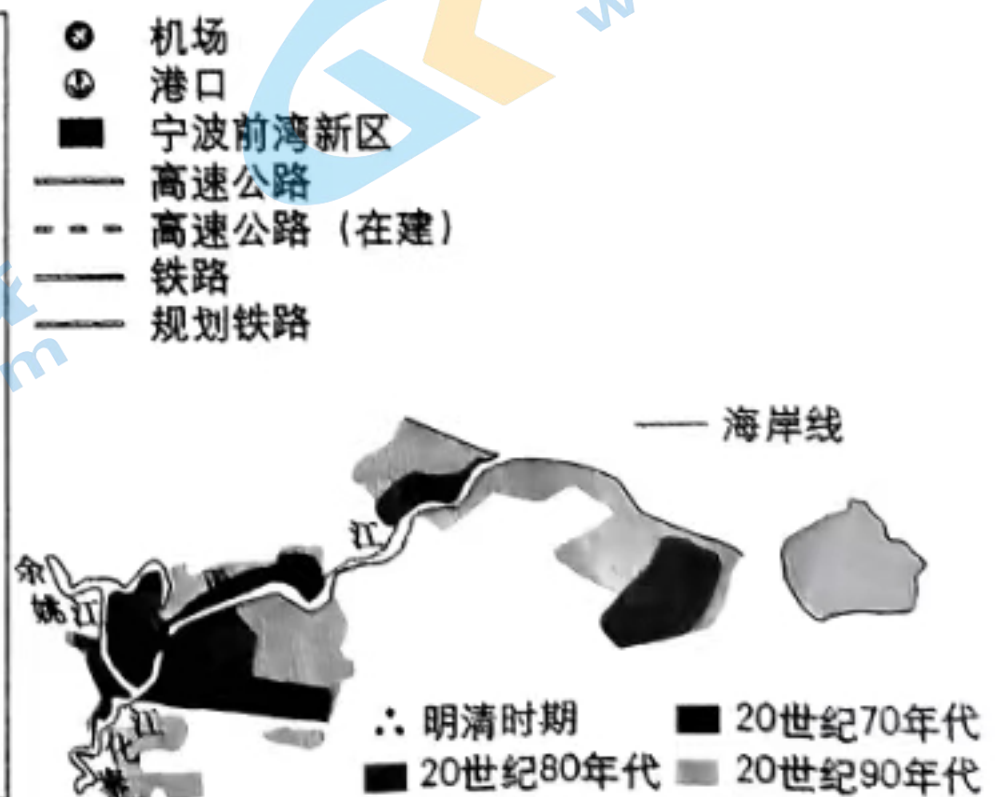 机场
港口
宁波前湾新区
高速公路
高速公路（在建）
铁路
规划铁路
海岸线
江
余
姚江
江
化
奉
明清时期
20世纪70年代
20世纪80年代
20世纪90年代
w
m